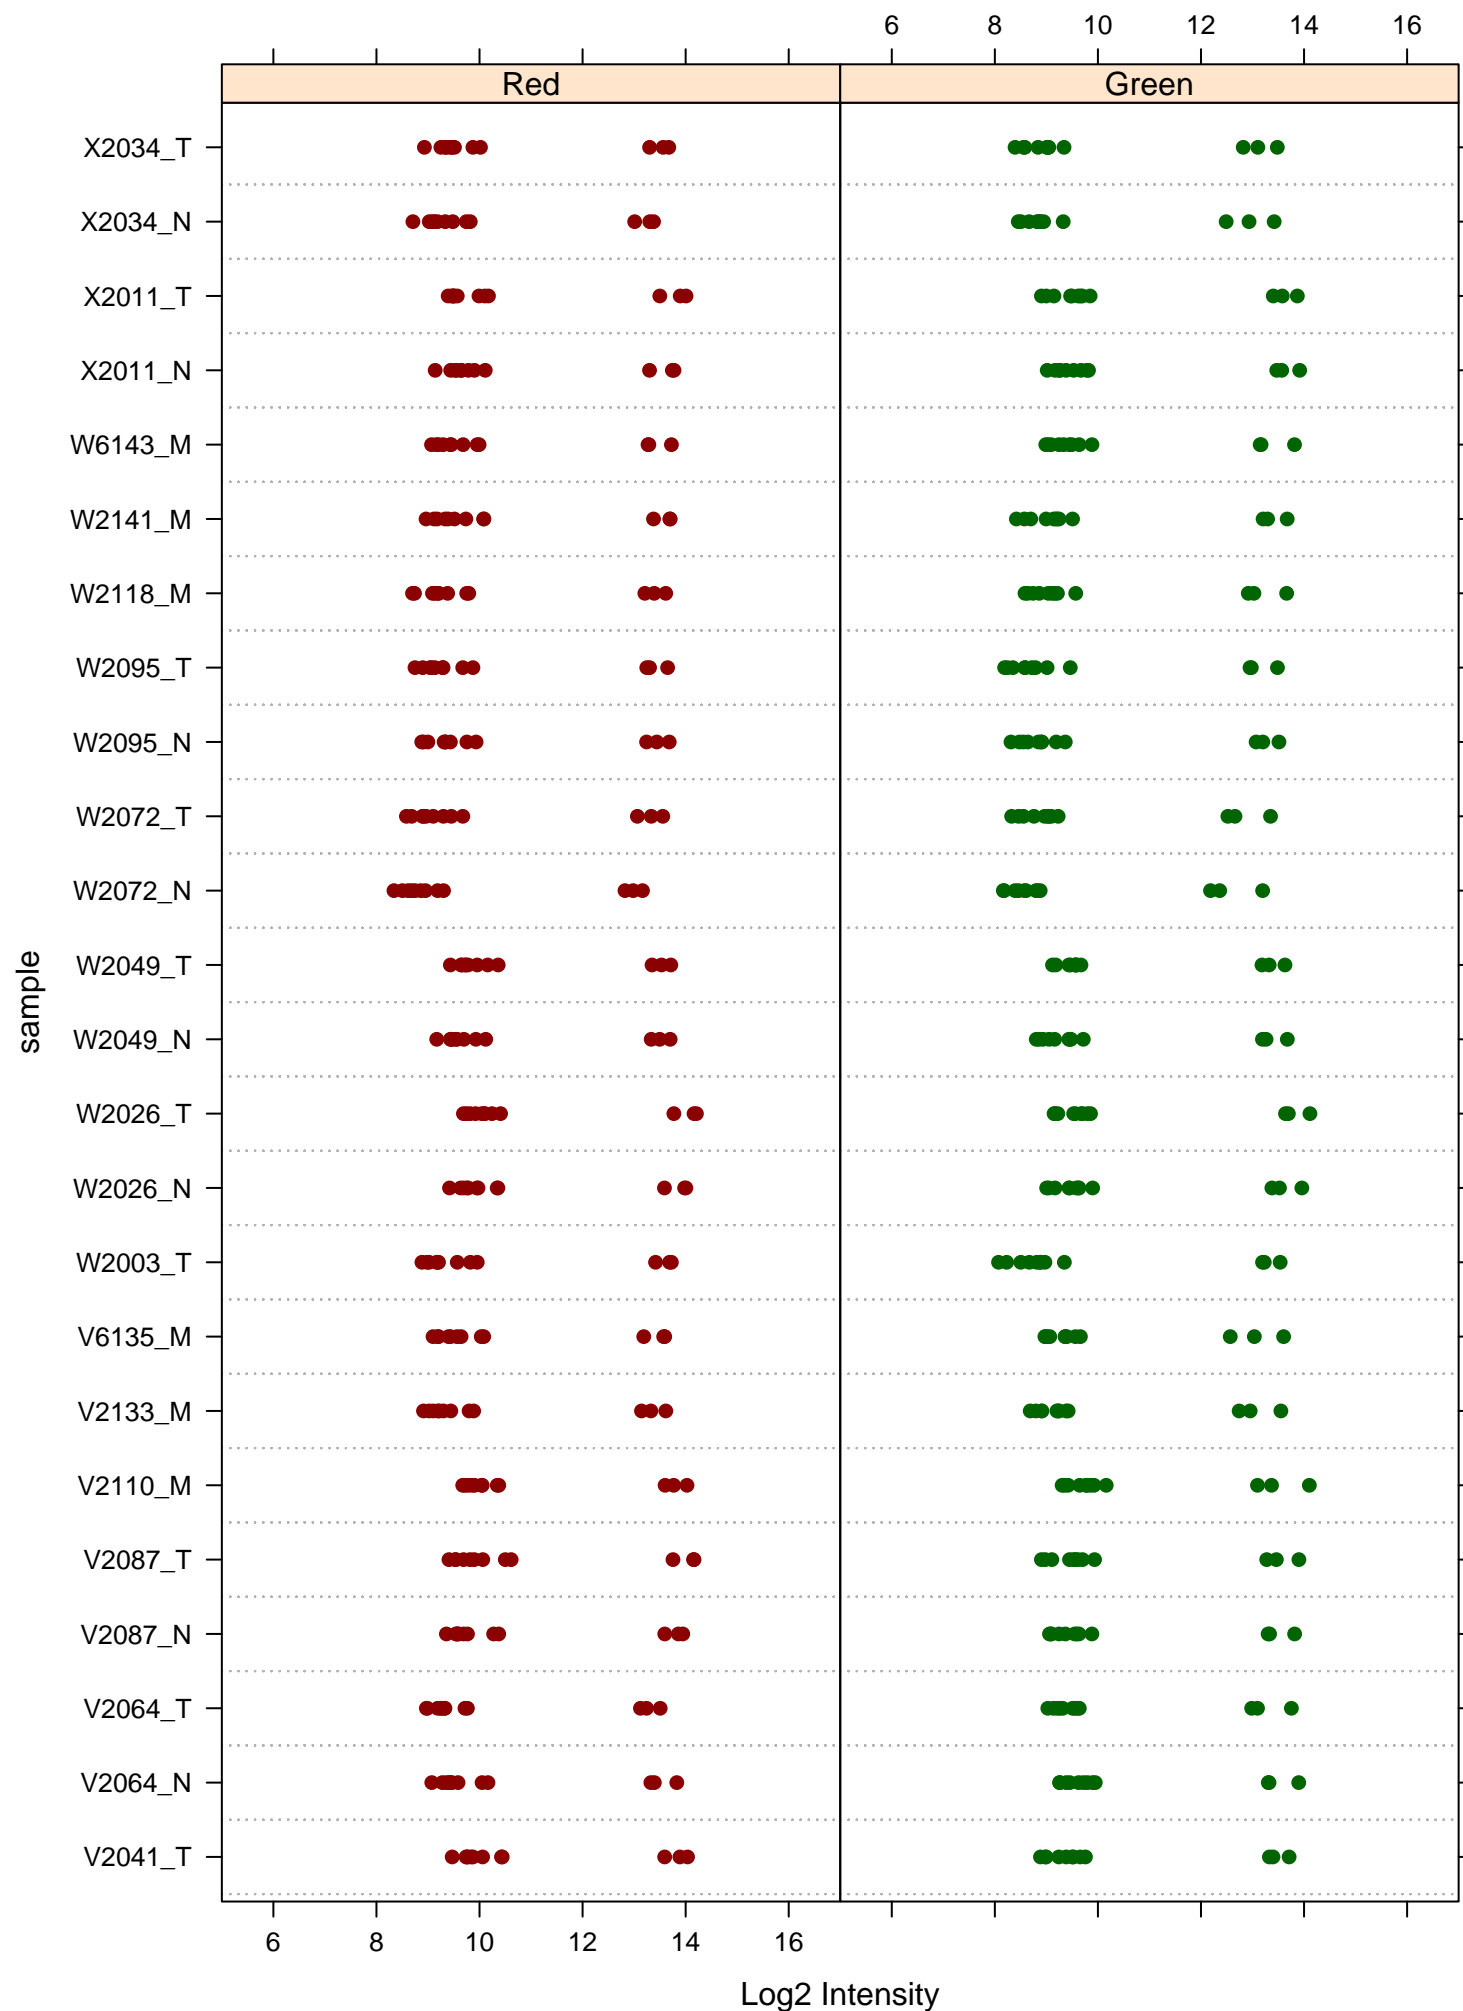 6 8 10 12 14 16
Red Green
X2034_T
X2034_N
X2011_T
X2011_N
W6143_M
W2141_M
W2118_M
W2095_T
W2095_N
W2072_T
W2072_N
W2049_T
W2049_N
W2026_T
W2026_N
W2003_T
V6135_M
V2133_M
V2110_M
V2087_T
V2087_N
V2064_T
V2064_N
V2041_T
sample
6 8 10 12 14 16
Log2 Intensity